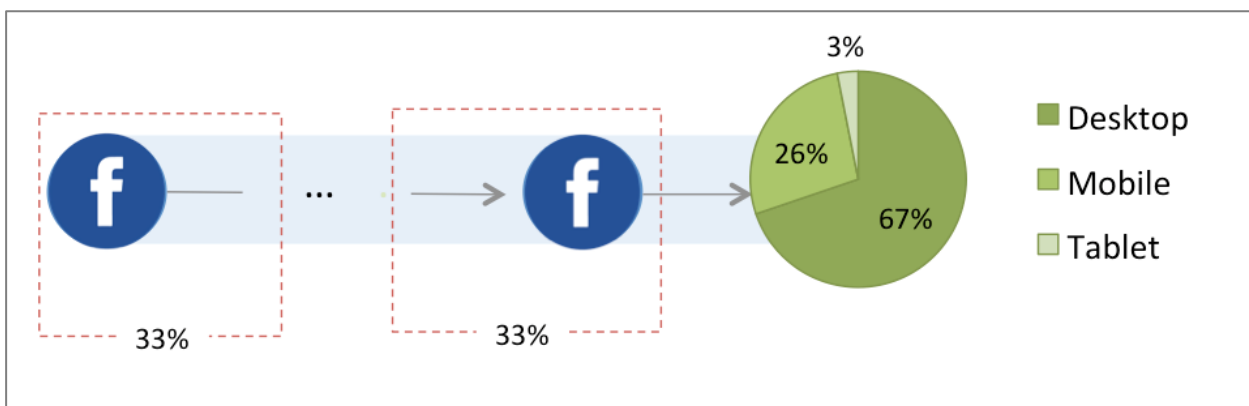 3%
Desktop
26%
Mobile
67%
Tablet
f
...
f
33%
33%